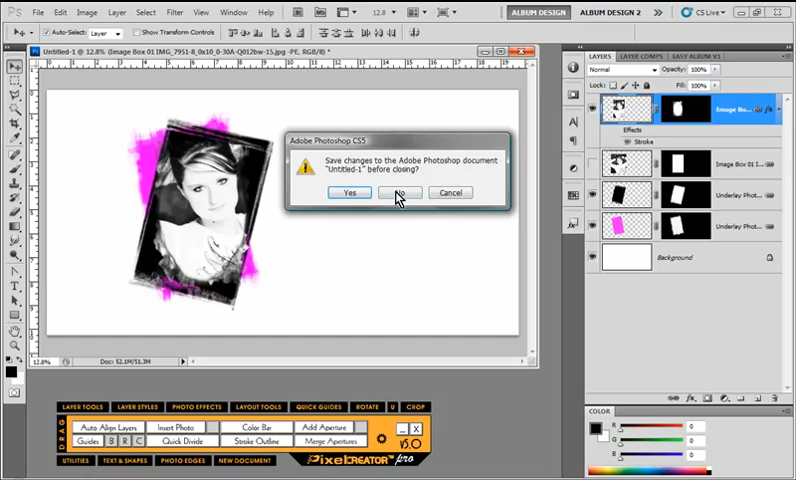 Ps File Edit Image Layer Select Filter Analysis View Window Help 12.8 ALBUM DESIGN ALBUM DESIGN 2 CS Live
Auto-Select: Layer Show Transform Controls
Untitled-1 @ 12.8% (Image Box 01 IMG_7951-8_0x10_0-30A-Q012bw-15.jpg -PE, RGB/8) *
LAYERS LAYER COMPS EASY ALBUM V1
Normal Opacity: 100%
Lock: Fill: 100%
Image Bo... fx
Effects
Stroke
Image Box 01 I...
Underlay Phot...
Underlay Phot...
Background
Adobe Photoshop CS5
Save changes to the Adobe Photoshop document
"Untitled-1" before closing?
Yes No Cancel
12.8% Doc: 52.1M/51.3M
LAYER TOOLS LAYER STYLES PHOTO EFFECTS LAYOUT TOOLS QUICK GUIDES ROTATE U CROP
DRAG
Auto Align Layers Insert Photo Color Bar Add Aperture _ X
Guides B R C Quick Divide Stroke Outline Merge Apertures v5.0
UTILITIES TEXT & SHAPES PHOTO EDGES NEW DOCUMENT PixelCREATOR pro
COLOR
R 0
G 0
B 0